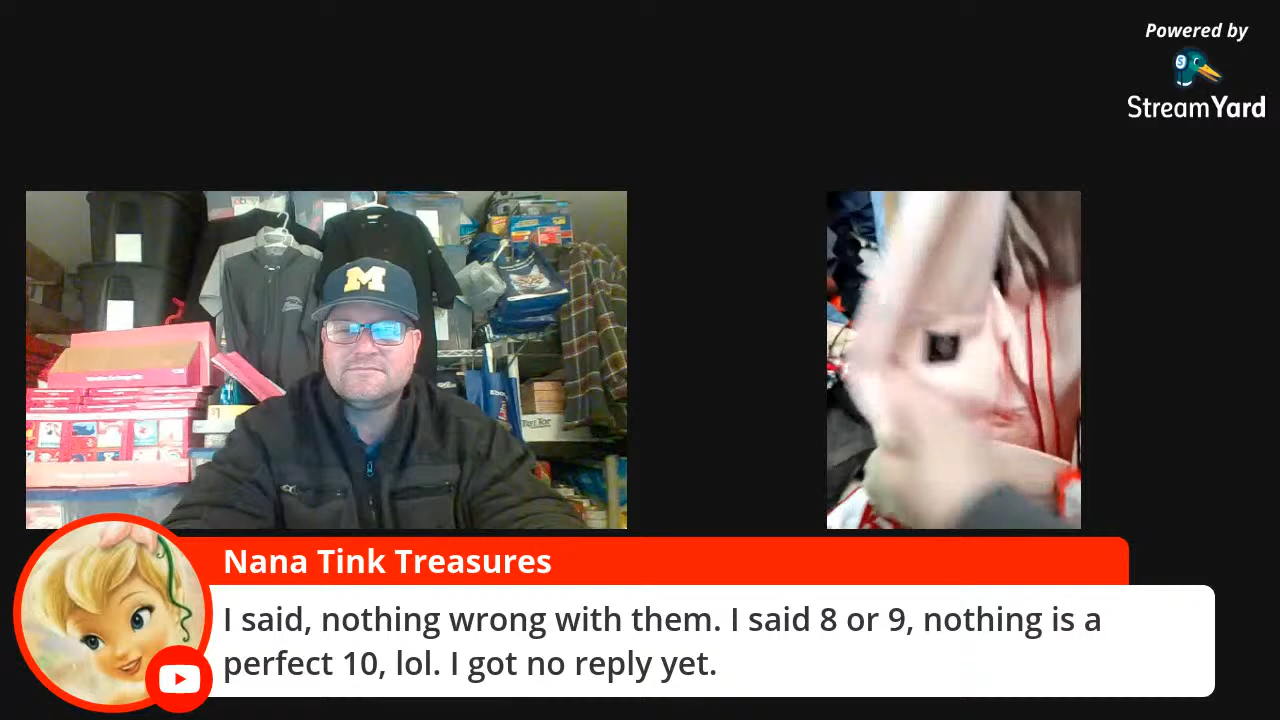 Powered by
StreamYard
M
Nana Tink Treasures
I said, nothing wrong with them. I said 8 or 9, nothing is a
perfect 10, lol. I got no reply yet.